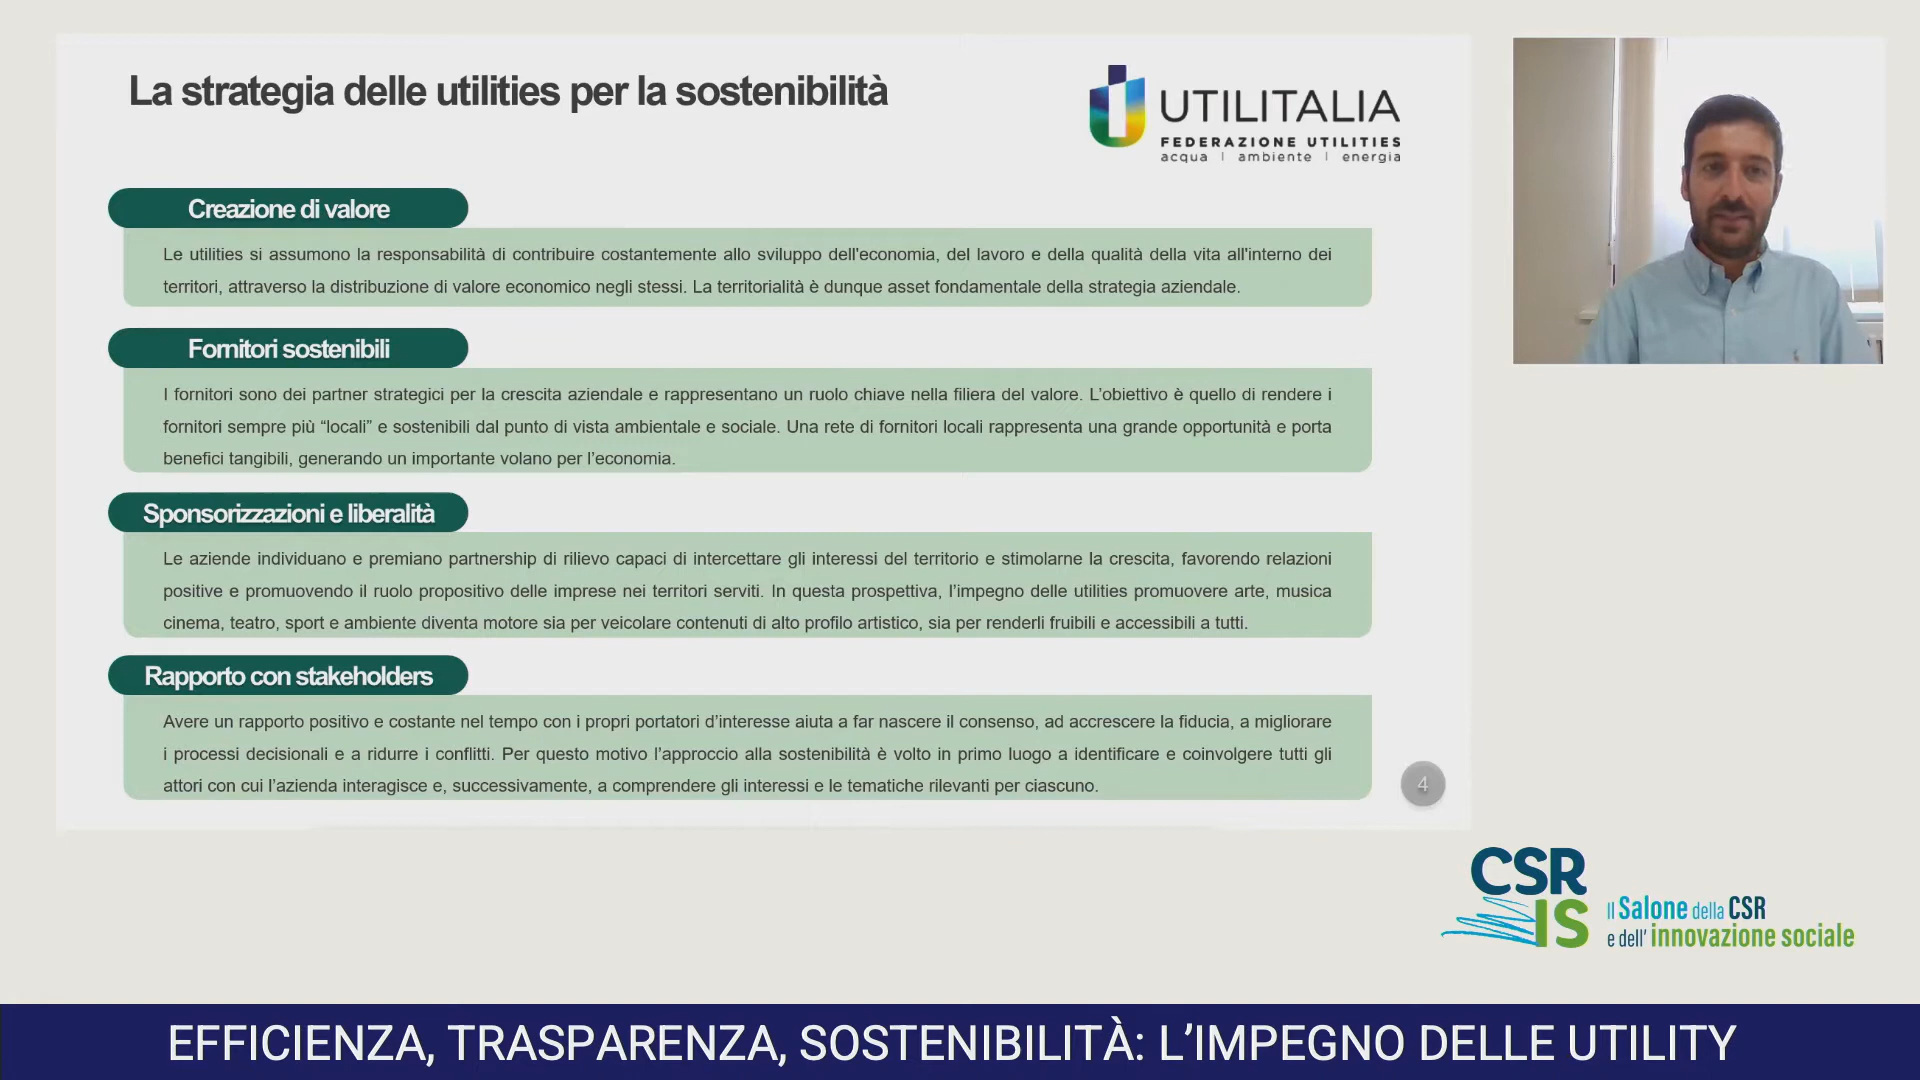 La strategia delle utilities per la sostenibilità
UTILITALIA
FEDERAZIONE UTILITIES
acqua | ambiente | energia
Creazione di valore
Le utilities si assumono la responsabilità di contribuire costantemente allo sviluppo dell'economia, del lavoro e della qualità della vita all'interno dei
territori, attraverso la distribuzione di valore economico negli stessi. La territorialità è dunque asset fondamentale della strategia aziendale.
Fornitori sostenibili
I fornitori sono dei partner strategici per la crescita aziendale e rappresentano un ruolo chiave nella filiera del valore. L’obiettivo è quello di rendere i
fornitori sempre più “locali” e sostenibili dal punto di vista ambientale e sociale. Una rete di fornitori locali rappresenta una grande opportunità e porta
benefici tangibili, generando un importante volano per l’economia.
Sponsorizzazioni e liberalità
Le aziende individuano e premiano partnership di rilievo capaci di intercettare gli interessi del territorio e stimolarne la crescita, favorendo relazioni
positive e promuovendo il ruolo propositivo delle imprese nei territori serviti. In questa prospettiva, l’impegno delle utilities promuovere arte, musica
cinema, teatro, sport e ambiente diventa motore sia per veicolare contenuti di alto profilo artistico, sia per renderli fruibili e accessibili a tutti.
Rapporto con stakeholders
Avere un rapporto positivo e costante nel tempo con i propri portatori d’interesse aiuta a far nascere il consenso, ad accrescere la fiducia, a migliorare
i processi decisionali e a ridurre i conflitti. Per questo motivo l’approccio alla sostenibilità è volto in primo luogo a identificare e coinvolgere tutti gli
attori con cui l’azienda interagisce e, successivamente, a comprendere gli interessi e le tematiche rilevanti per ciascuno.
4
CSR
IS
Il Salone della CSR
e dell' innovazione sociale
EFFICIENZA, TRASPARENZA, SOSTENIBILITÀ: L’IMPEGNO DELLE UTILITY